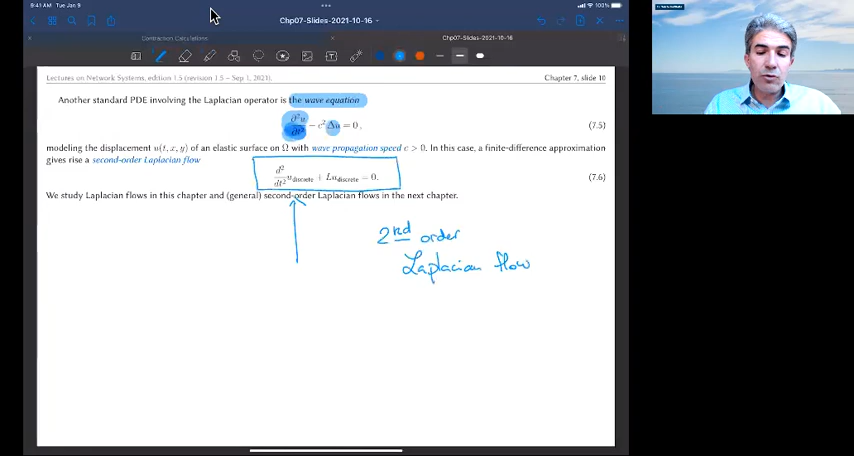 9:41 AM Tue Jan 9
100%
Chp07-Slides-2021-10-16
Contraction Calculations
Chp07-Slides-2021-10-16
Lectures on Network Systems, edition 1.5 (revision 1.5 – Sep 1, 2021).
Chapter 7, slide 10
Another standard PDE involving the Laplacian operator is the wave equation
∂²u/∂t² − c²Δu = 0, (7.5)
modeling the displacement u(t, x, y) of an elastic surface on Ω with wave propagation speed c > 0. In this case, a finite-difference approximation
gives rise a second-order Laplacian flow
d²/dt² u_discrete + L u_discrete = 0. (7.6)
We study Laplacian flows in this chapter and (general) second-order Laplacian flows in the next chapter.
2nd order
Laplacian flow